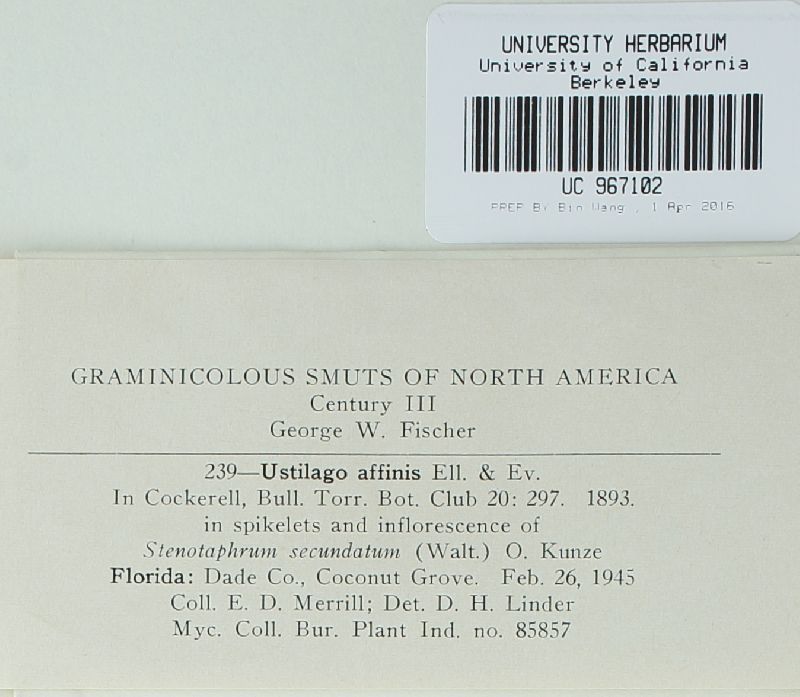 UNIVERSITY HERBARIUM
University of California
Berkeley
UC 967102
PREP By Bin Wang , 1 Apr 2016
GRAMINICOLOUS SMUTS OF NORTH AMERICA
Century III
George W. Fischer
239—Ustilago affinis Ell. & Ev.
In Cockerell, Bull. Torr. Bot. Club 20: 297. 1893.
in spikelets and inflorescence of
Stenotaphrum secundatum (Walt.) O. Kunze
Florida: Dade Co., Coconut Grove. Feb. 26, 1945
Coll. E. D. Merrill; Det. D. H. Linder
Myc. Coll. Bur. Plant Ind. no. 85857